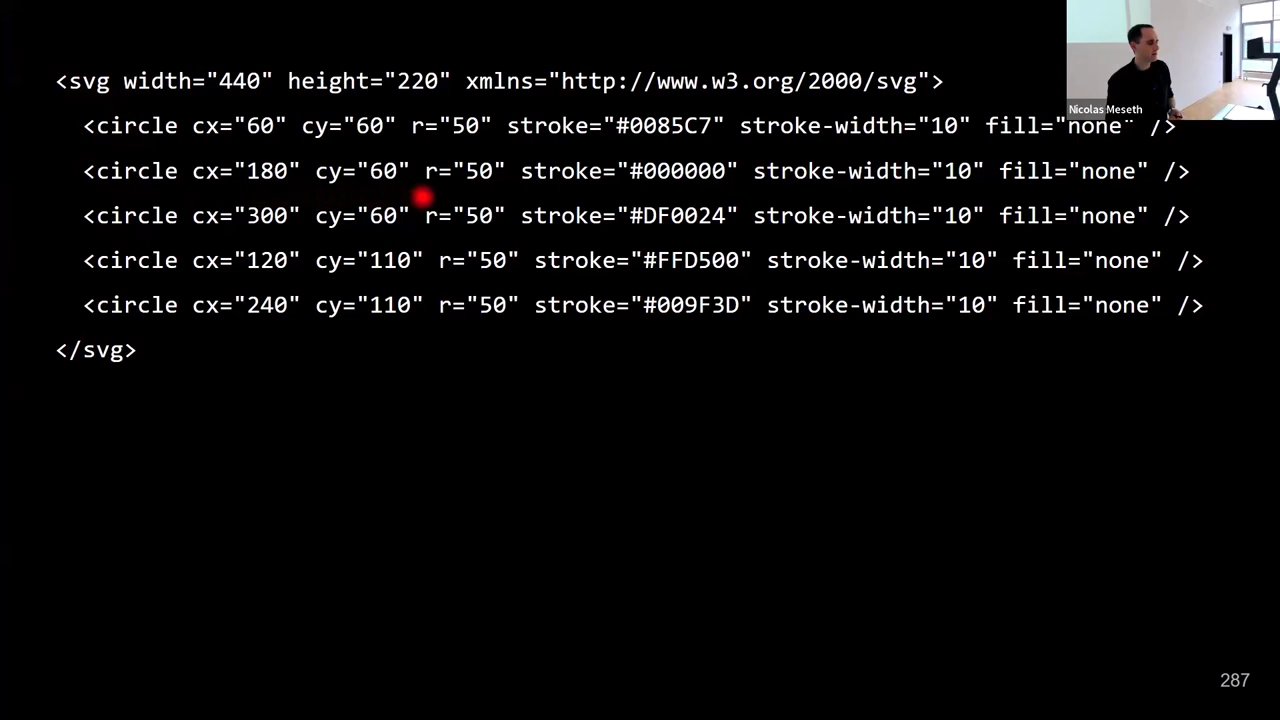 <svg width="440" height="220" xmlns="http://www.w3.org/2000/svg">
<circle cx="60" cy="60" r="50" stroke="#0085C7" stroke-width="10" fill="none" />
<circle cx="180" cy="60" r="50" stroke="#000000" stroke-width="10" fill="none" />
<circle cx="300" cy="60" r="50" stroke="#DF0024" stroke-width="10" fill="none" />
<circle cx="120" cy="110" r="50" stroke="#FFD500" stroke-width="10" fill="none" />
<circle cx="240" cy="110" r="50" stroke="#009F3D" stroke-width="10" fill="none" />
</svg>
Nicolas Meseth
287